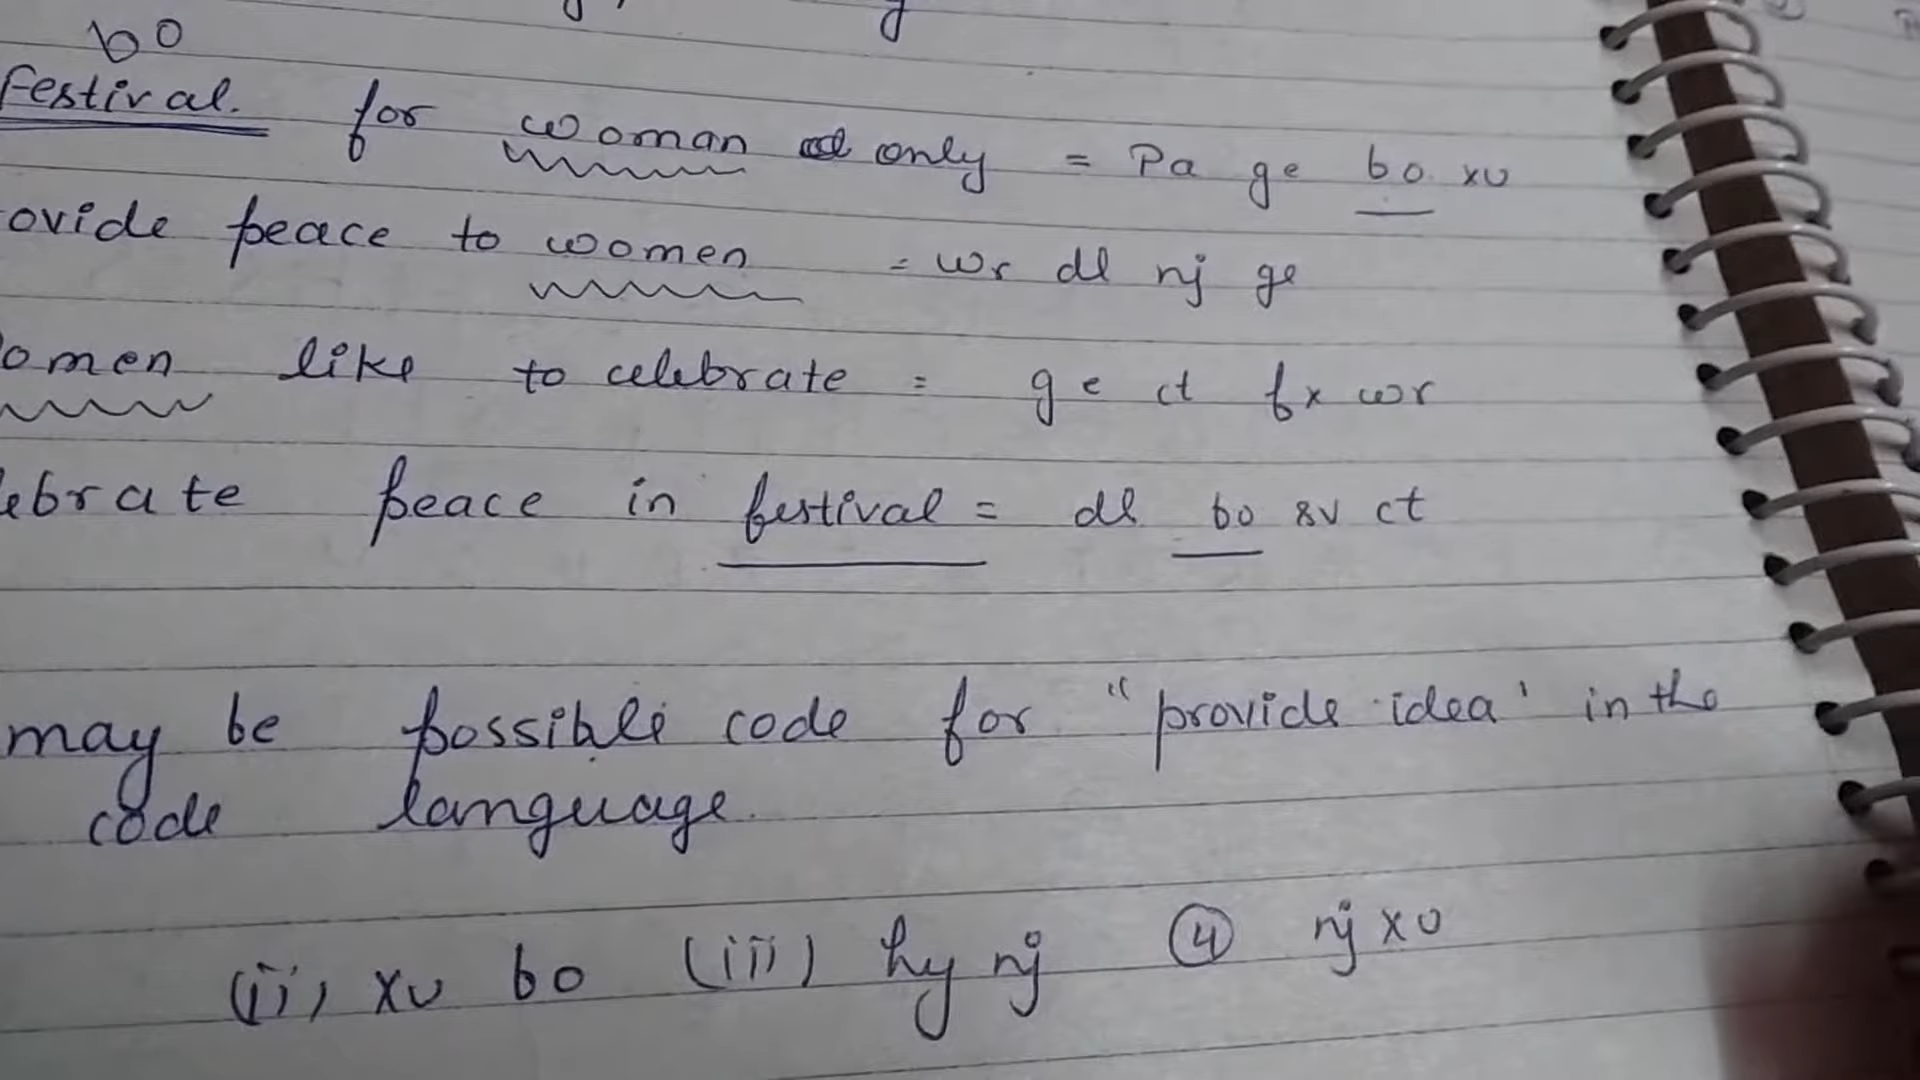 bo
festival. for woman only = Pa ge bo xu
ovide peace to women = wr dl nj ge
omen like to celebrate = ge ct fx wr
ebrate peace in festival = dl bo sv ct
may be possible code for "provide idea' in the
code language.
(ii) xu bo (iii) hy nj (4) nj xu